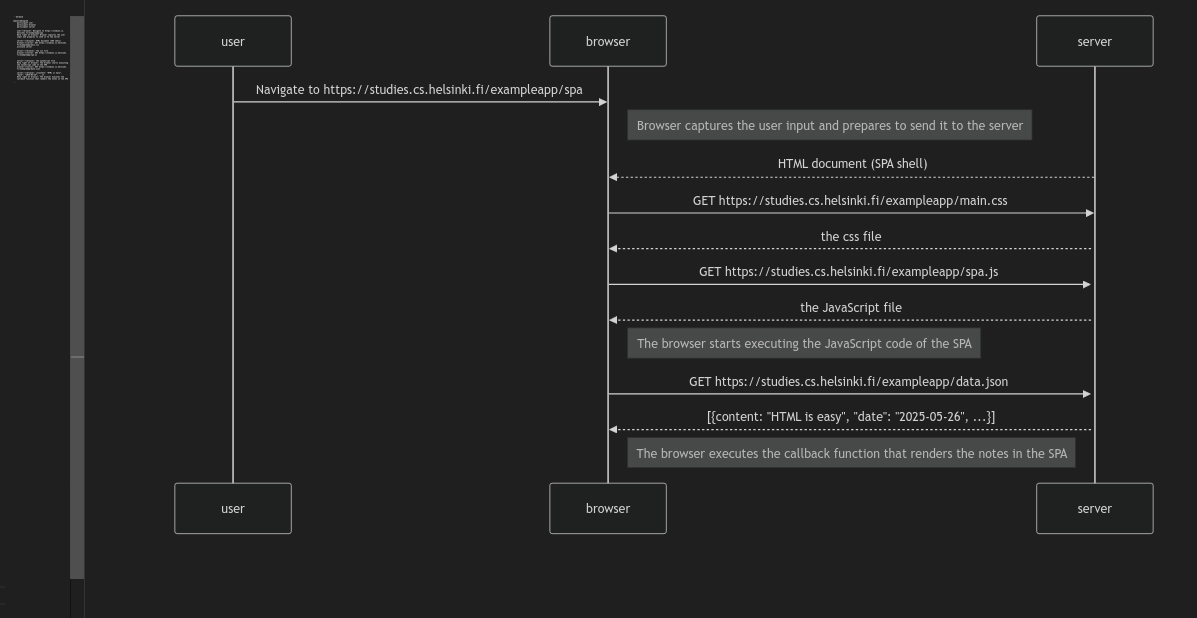 user browser server
Navigate to https://studies.cs.helsinki.fi/exampleapp/spa
Browser captures the user input and prepares to send it to the server
HTML document (SPA shell)
GET https://studies.cs.helsinki.fi/exampleapp/main.css
the css file
GET https://studies.cs.helsinki.fi/exampleapp/spa.js
the JavaScript file
The browser starts executing the JavaScript code of the SPA
GET https://studies.cs.helsinki.fi/exampleapp/data.json
[{content: "HTML is easy", "date": "2025-05-26", ...}]
The browser executes the callback function that renders the notes in the SPA
user browser server